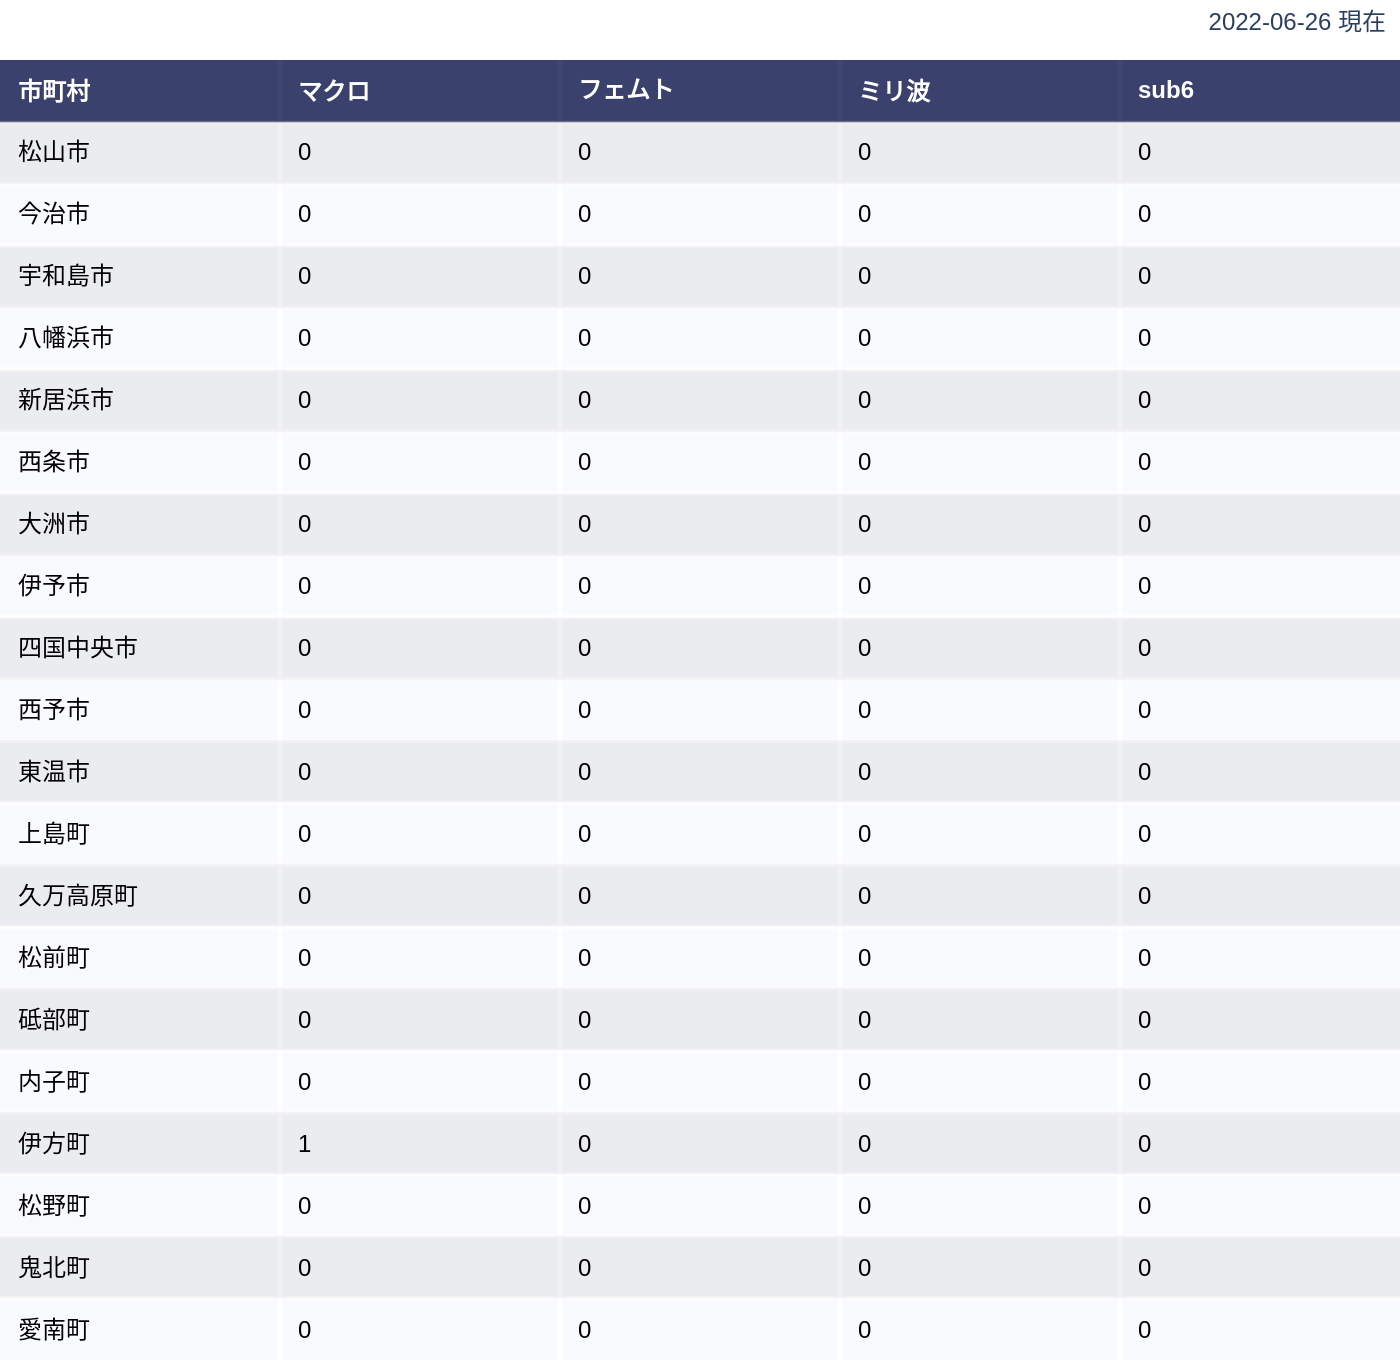 2022-06-26 現在
市町村 マクロ フェムト ミリ波 sub6
松山市 0 0 0 0
今治市 0 0 0 0
宇和島市 0 0 0 0
八幡浜市 0 0 0 0
新居浜市 0 0 0 0
西条市 0 0 0 0
大洲市 0 0 0 0
伊予市 0 0 0 0
四国中央市 0 0 0 0
西予市 0 0 0 0
東温市 0 0 0 0
上島町 0 0 0 0
久万高原町 0 0 0 0
松前町 0 0 0 0
砥部町 0 0 0 0
内子町 0 0 0 0
伊方町 1 0 0 0
松野町 0 0 0 0
鬼北町 0 0 0 0
愛南町 0 0 0 0